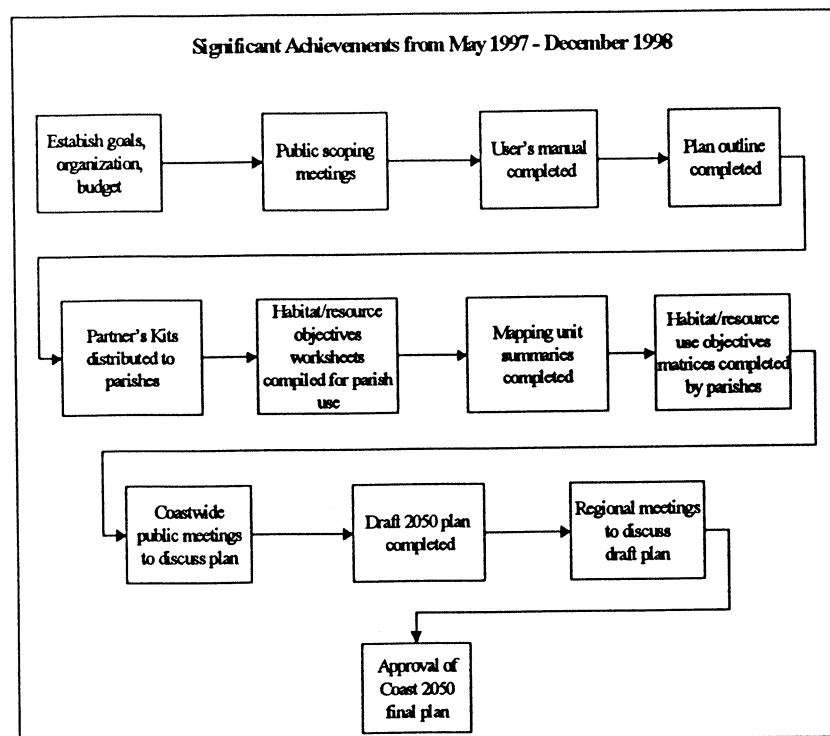 Significant Achievements from May 1997 - December 1998
Estabish goals,
organization,
budget
Public scoping
meetings
User's manual
completed
Plan outline
completed
Partner's Kits
distributed to
parishes
Habitat/resource
objectives
worksheets
compiled for parish
use
Mapping unit
summaries
completed
Habitat/resource
use objectives
matrices completed
by parishes
Coastwide
public meetings
to discuss plan
Draft 2050 plan
completed
Regional meetings
to discuss
draft plan
Approval of
Coast 2050
final plan